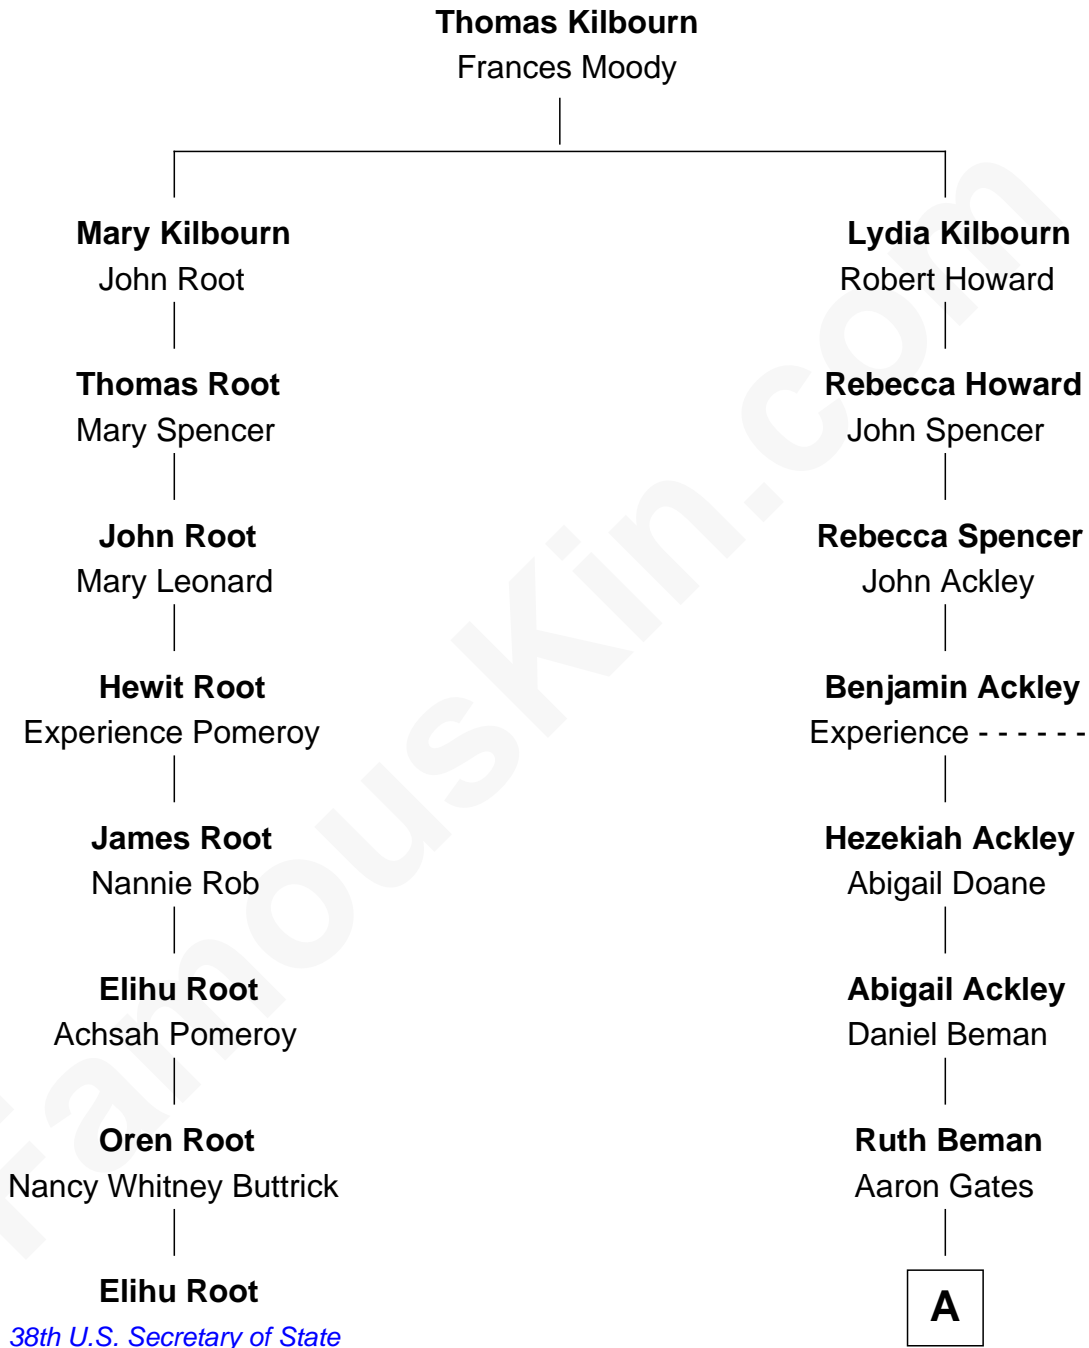 Thomas Kilbourn
Frances Moody
Mary Kilbourn
John Root
Thomas Root
Mary Spencer
John Root
Mary Leonard
Hewit Root
Experience Pomeroy
James Root
Nannie Rob
Elihu Root
Achsah Pomeroy
Oren Root
Nancy Whitney Buttrick
Elihu Root
38th U.S. Secretary of State
Lydia Kilbourn
Robert Howard
Rebecca Howard
John Spencer
Rebecca Spencer
John Ackley
Benjamin Ackley
Experience - - - - - -
Hezekiah Ackley
Abigail Doane
Abigail Ackley
Daniel Beman
Ruth Beman
Aaron Gates
A
FamousKin.com